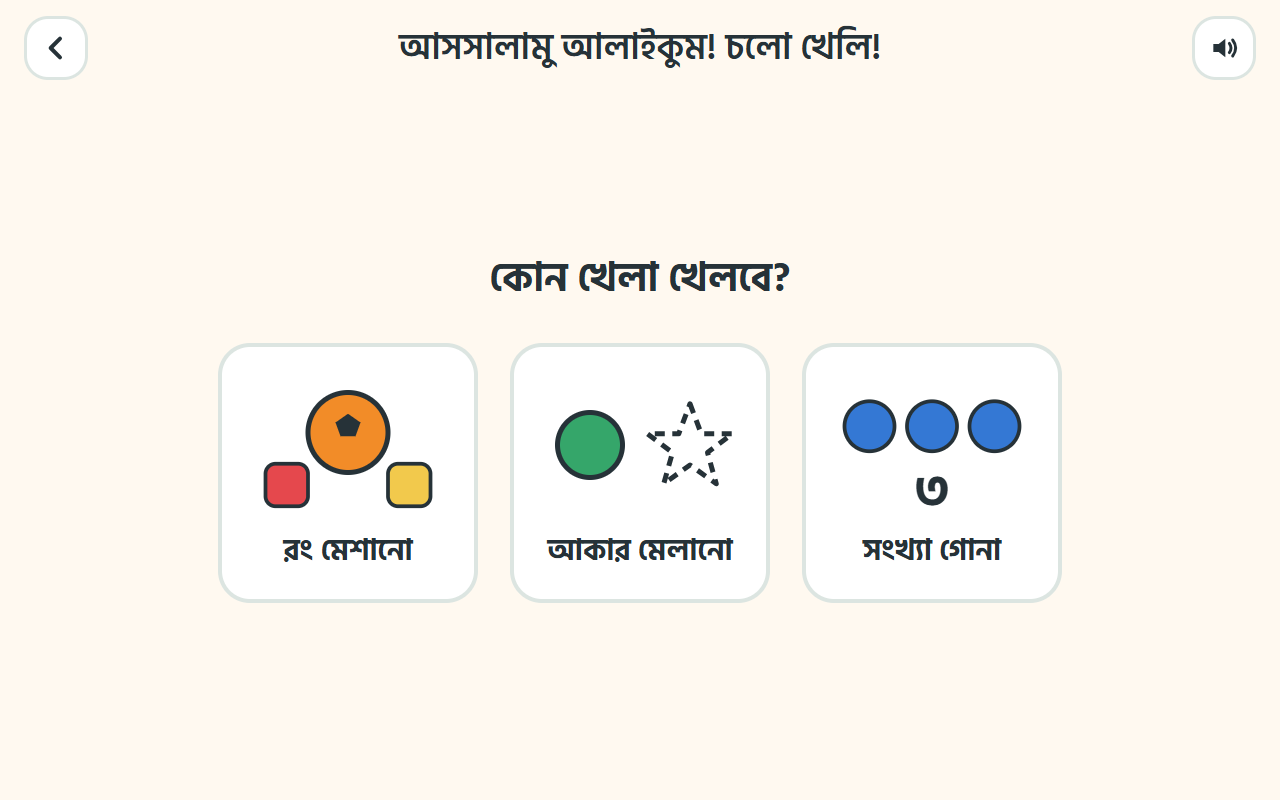 আসসালামু আলাইকুম! চলো খেলি!
কোন খেলা খেলবে?
৩
রং মেশানো
আকার মেলানো
সংখ্যা গোনা